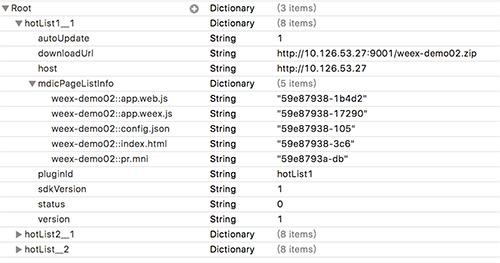 Root Dictionary (3 items)
hotList1__1 Dictionary (8 items)
autoUpdate String 1
downloadUrl String http://10.126.53.27:9001/weex-demo02.zip
host String http://10.126.53.27
mdicPageListInfo Dictionary (5 items)
weex-demo02::app.web.js String "59e87938-1b4d2"
weex-demo02::app.weex.js String "59e87938-17290"
weex-demo02::config.json String "59e87938-105"
weex-demo02::index.html String "59e87938-3c6"
weex-demo02::pr.mni String "59e8793a-db"
pluginId String hotList1
sdkVersion String 1
status String 0
version String 1
hotList2__1 Dictionary (8 items)
hotList__2 Dictionary (8 items)